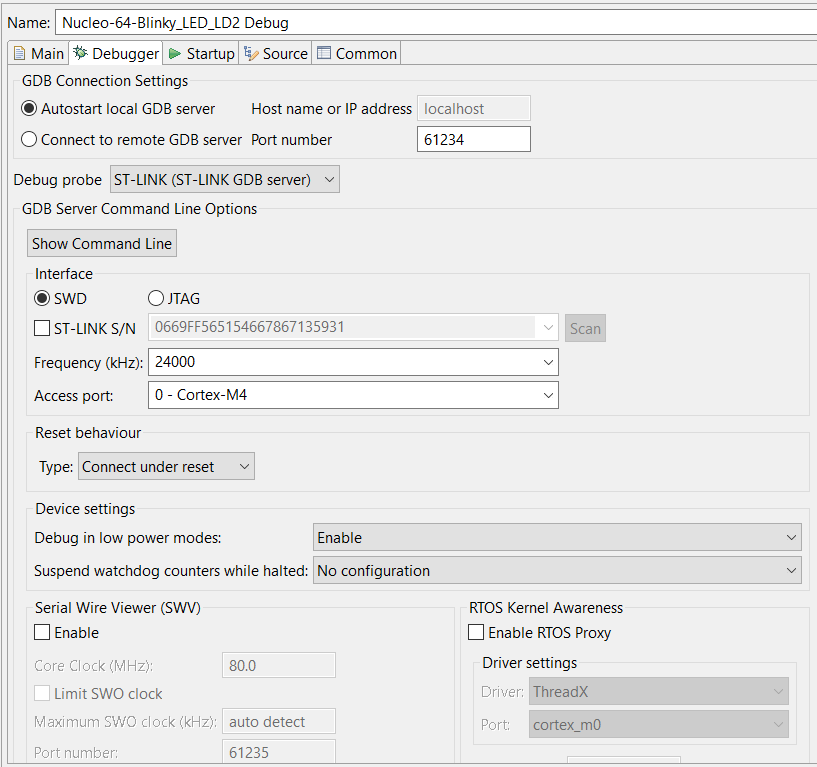 Name: Nucleo-64-Blinky_LED_LD2 Debug
Main Debugger Startup Source Common
GDB Connection Settings
Autostart local GDB server Host name or IP address localhost
Connect to remote GDB server Port number 61234
Debug probe ST-LINK (ST-LINK GDB server)
GDB Server Command Line Options
Show Command Line
Interface
SWD JTAG
ST-LINK S/N 0669FF565154667867135931 Scan
Frequency (kHz): 24000
Access port: 0 - Cortex-M4
Reset behaviour
Type: Connect under reset
Device settings
Debug in low power modes: Enable
Suspend watchdog counters while halted: No configuration
Serial Wire Viewer (SWV)
Enable
Core Clock (MHz): 80.0
Limit SWO clock
Maximum SWO clock (kHz): auto detect
Port number: 61235
RTOS Kernel Awareness
Enable RTOS Proxy
Driver settings
Driver: ThreadX
Port: cortex_m0